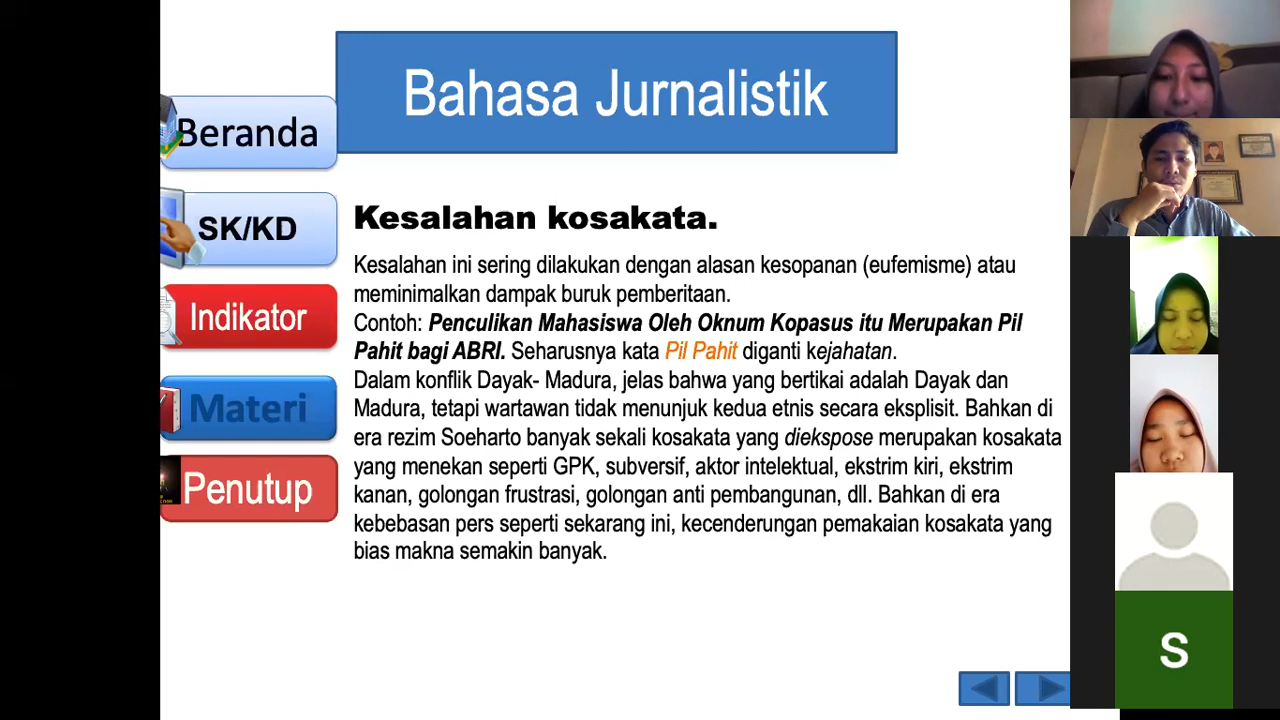 Bahasa Jurnalistik
Beranda
SK/KD
Indikator
Materi
Penutup
Kesalahan kosakata.
Kesalahan ini sering dilakukan dengan alasan kesopanan (eufemisme) atau
meminimalkan dampak buruk pemberitaan.
Contoh: Penculikan Mahasiswa Oleh Oknum Kopasus itu Merupakan Pil
Pahit bagi ABRI. Seharusnya kata Pil Pahit diganti kejahatan.
Dalam konflik Dayak- Madura, jelas bahwa yang bertikai adalah Dayak dan
Madura, tetapi wartawan tidak menunjuk kedua etnis secara eksplisit. Bahkan di
era rezim Soeharto banyak sekali kosakata yang diekspose merupakan kosakata
yang menekan seperti GPK, subversif, aktor intelektual, ekstrim kiri, ekstrim
kanan, golongan frustrasi, golongan anti pembangunan, dll. Bahkan di era
kebebasan pers seperti sekarang ini, kecenderungan pemakaian kosakata yang
bias makna semakin banyak.
S